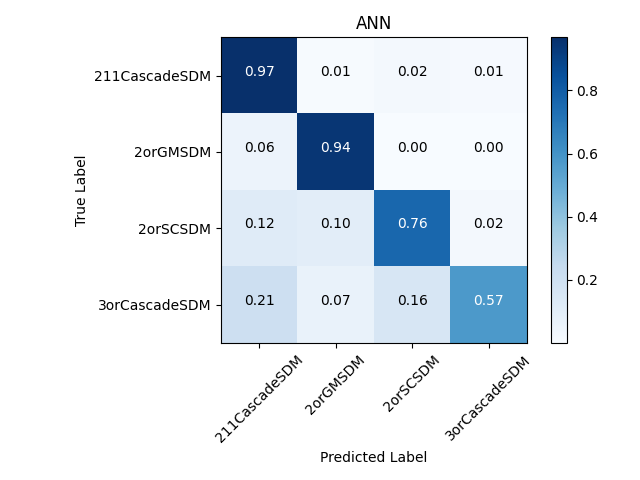 ANN
211CascadeSDM 0.97 0.01 0.02 0.01
2orGMSDM 0.06 0.94 0.00 0.00
2orSCSDM 0.12 0.10 0.76 0.02
3orCascadeSDM 0.21 0.07 0.16 0.57
True Label
211CascadeSDM 2orGMSDM 2orSCSDM 3orCascadeSDM
Predicted Label
0.8
0.6
0.4
0.2